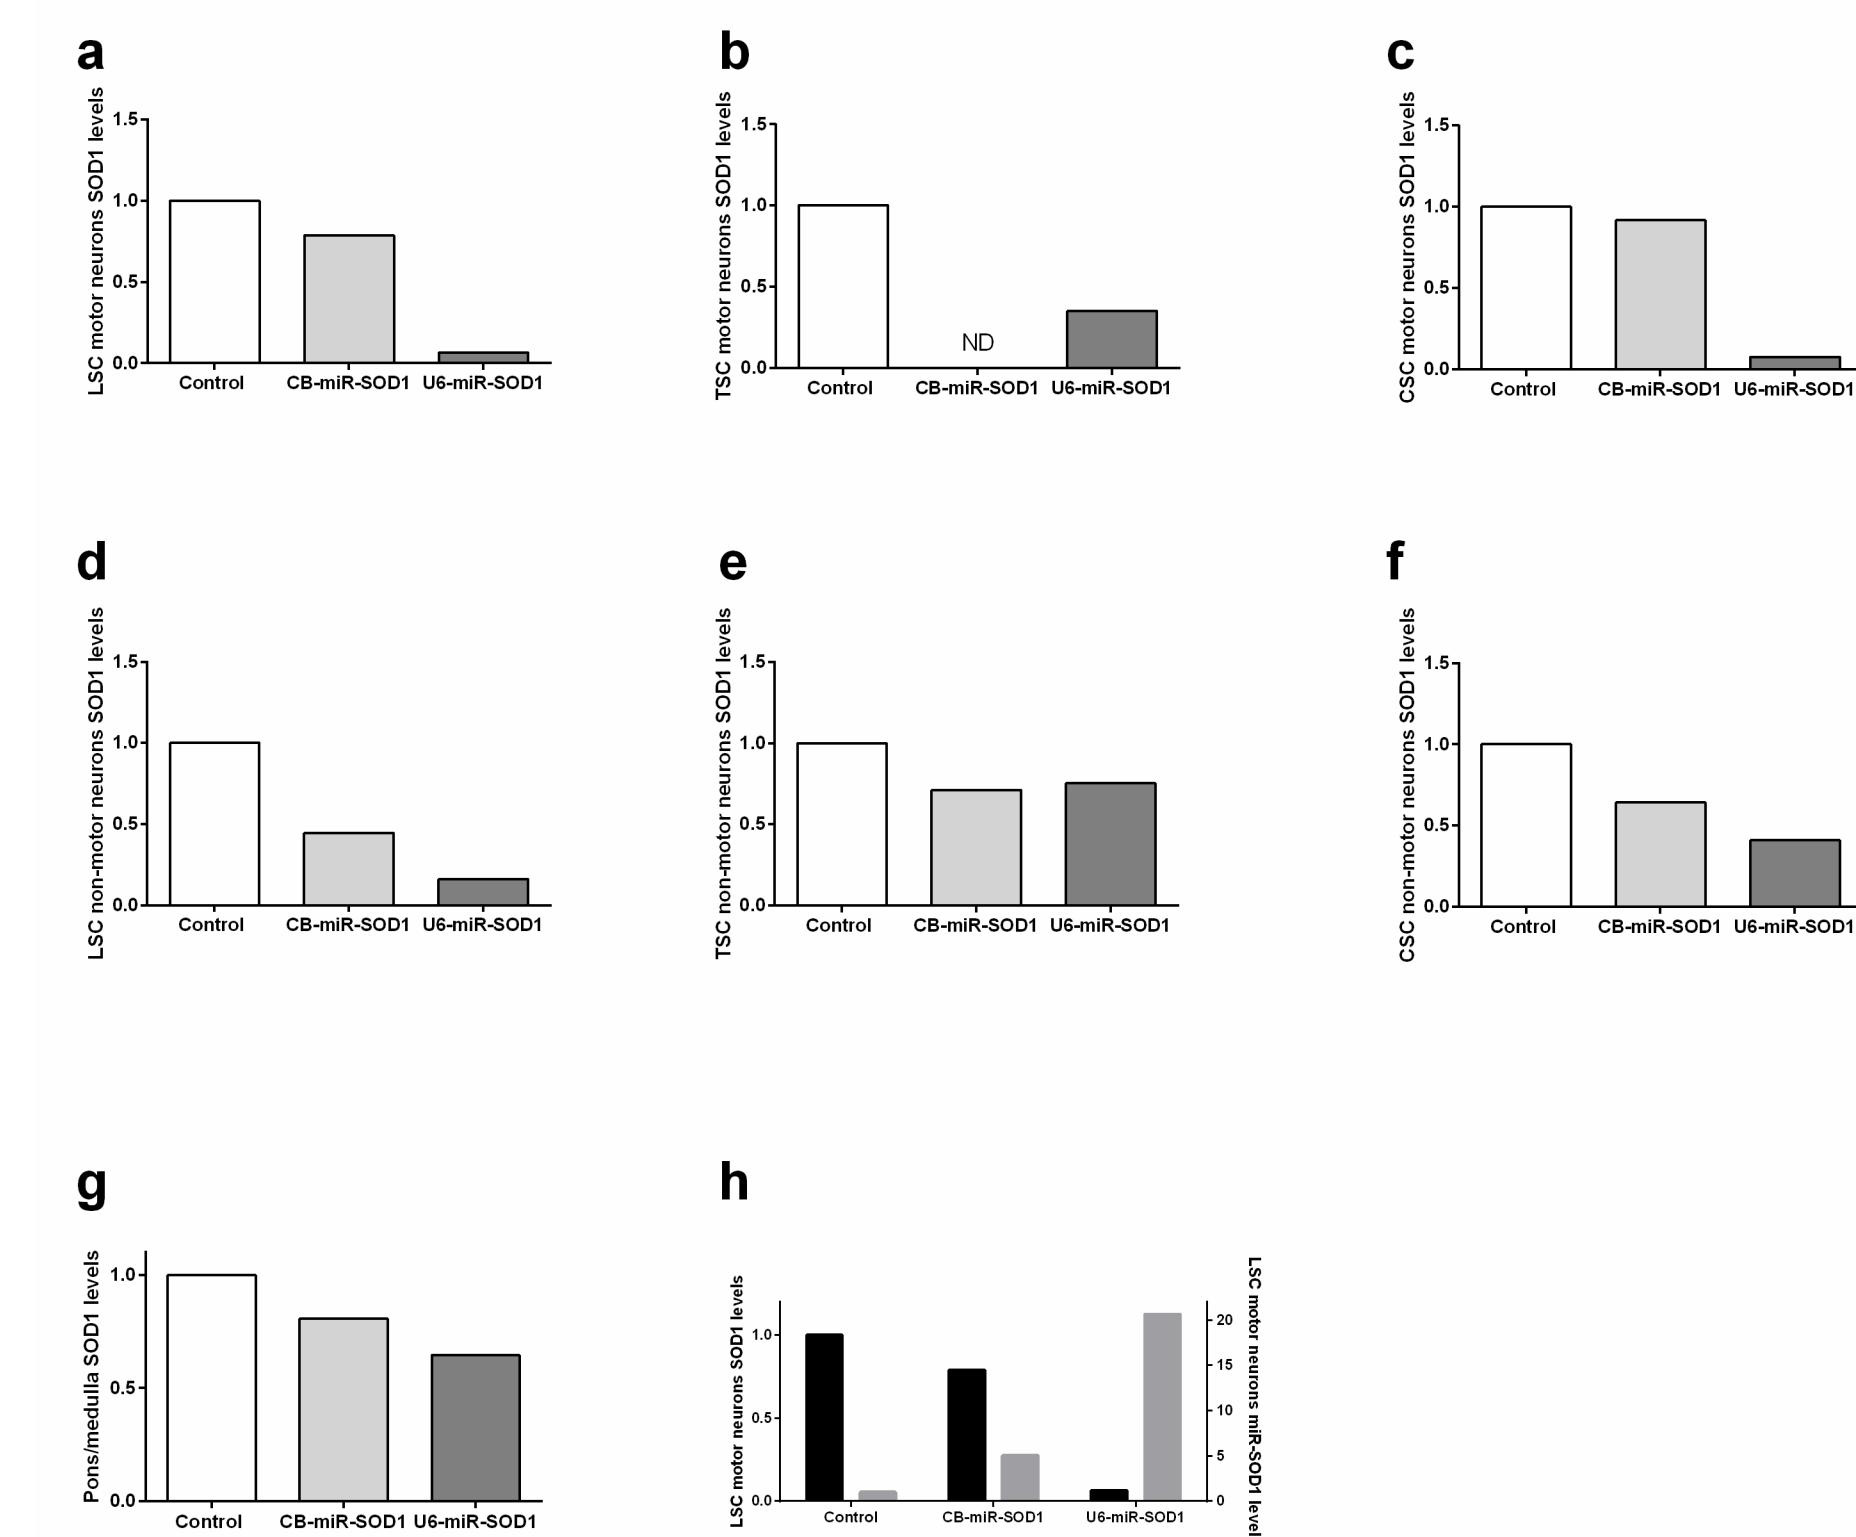 a
LSC motor neurons SOD1 levels
1.5
1.0
0.5
0.0
Control
CB-miR-SOD1
U6-miR-SOD1
b
TSC motor neurons SOD1 levels
1.5
1.0
0.5
0.0
ND
Control
CB-miR-SOD1
U6-miR-SOD1
c
CSC motor neurons SOD1 levels
1.5
1.0
0.5
0.0
Control
CB-miR-SOD1
U6-miR-SOD1
d
LSC non-motor neurons SOD1 levels
1.5
1.0
0.5
0.0
Control
CB-miR-SOD1
U6-miR-SOD1
e
TSC non-motor neurons SOD1 levels
1.5
1.0
0.5
0.0
Control
CB-miR-SOD1
U6-miR-SOD1
f
CSC non-motor neurons SOD1 levels
1.5
1.0
0.5
0.0
Control
CB-miR-SOD1
U6-miR-SOD1
g
Pons/medulla SOD1 levels
1.0
0.5
0.0
Control
CB-miR-SOD1
U6-miR-SOD1
h
LSC motor neurons SOD1 levels
1.0
0.5
0.0
20
15
10
5
0
LSC motor neurons miR-SOD1 level
Control
CB-miR-SOD1
U6-miR-SOD1